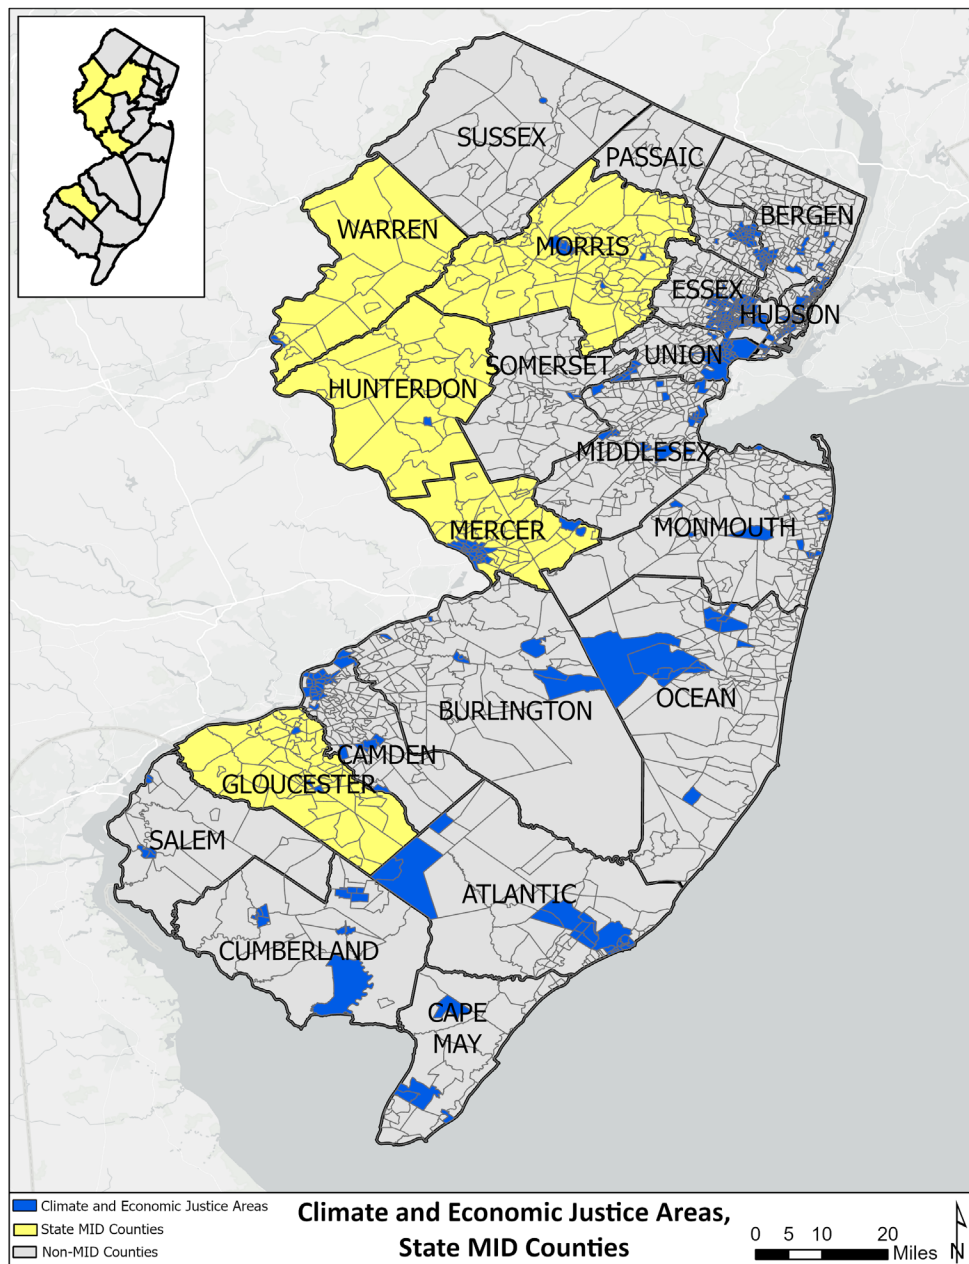 SUSSEX
PASSAIC
BERGEN
WARREN
MORRIS
ESSEX
HUDSON
UNION
SOMERSET
HUNTERDON
MIDDLESEX
MERCER
MONMOUTH
OCEAN
BURLINGTON
CAMDEN
GLOUCESTER
SALEM
ATLANTIC
CUMBERLAND
CAPE
MAY
Climate and Economic Justice Areas
State MID Counties
Non-MID Counties
Climate and Economic Justice Areas,
State MID Counties
0 5 10 20
Miles
N